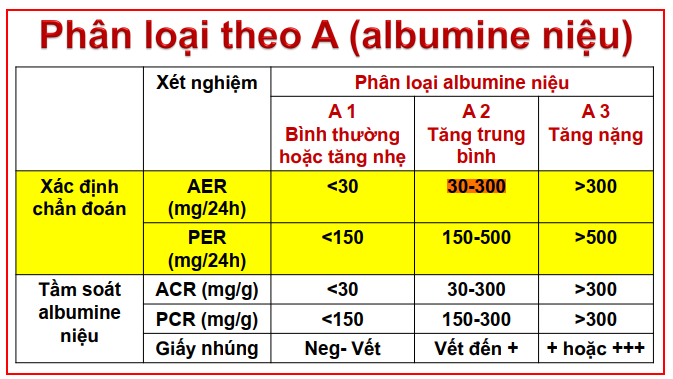 Phân loại theo A (albumine niệu)
Xét nghiệm
Phân loại albumine niệu
A 1
Bình thường
hoặc tăng nhẹ
A 2
Tăng trung
bình
A 3
Tăng nặng
Xác định
chẩn đoán
AER
(mg/24h)
<30
30-300
>300
PER
(mg/24h)
<150
150-500
>500
Tầm soát
albumine
niệu
ACR (mg/g)
<30
30-300
>300
PCR (mg/g)
<150
150-300
>300
Giấy nhúng
Neg- Vết
Vết đến +
+ hoặc +++